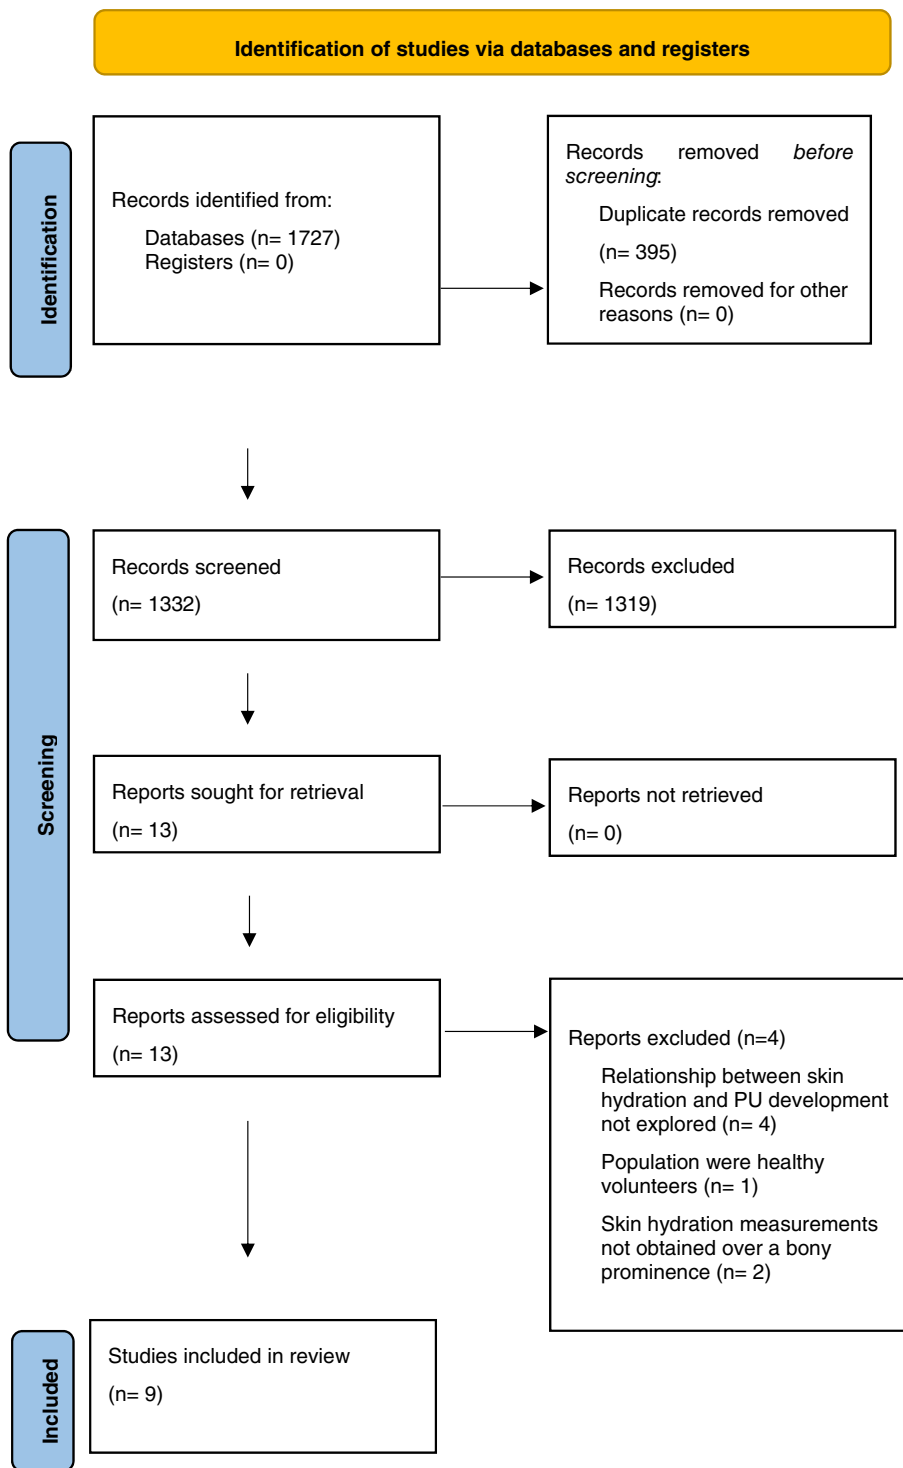 Identification of studies via databases and registers
Identification
Records identified from:
Databases (n= 1727)
Registers (n= 0)
Records removed before
screening:
Duplicate records removed
(n= 395)
Records removed for other
reasons (n= 0)
Screening
Records screened
(n= 1332)
Records excluded
(n= 1319)
Reports sought for retrieval
(n= 13)
Reports not retrieved
(n= 0)
Reports assessed for eligibility
(n= 13)
Reports excluded (n=4)
Relationship between skin
hydration and PU development
not explored (n= 4)
Population were healthy
volunteers (n= 1)
Skin hydration measurements
not obtained over a bony
prominence (n= 2)
Included
Studies included in review
(n= 9)